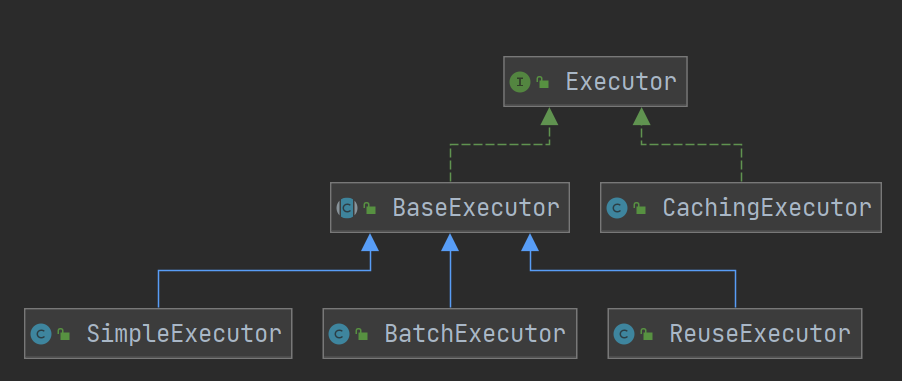 Executor
BaseExecutor
CachingExecutor
SimpleExecutor
BatchExecutor
ReuseExecutor